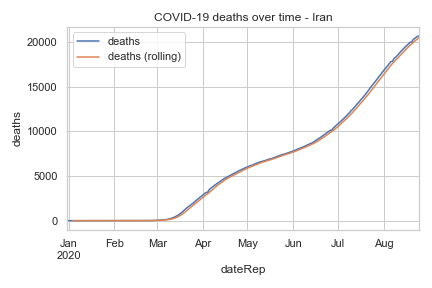 COVID-19 deaths over time - Iran
deaths
deaths (rolling)
20000
15000
10000
5000
0
deaths
Jan Feb Mar Apr May Jun Jul Aug
2020
dateRep